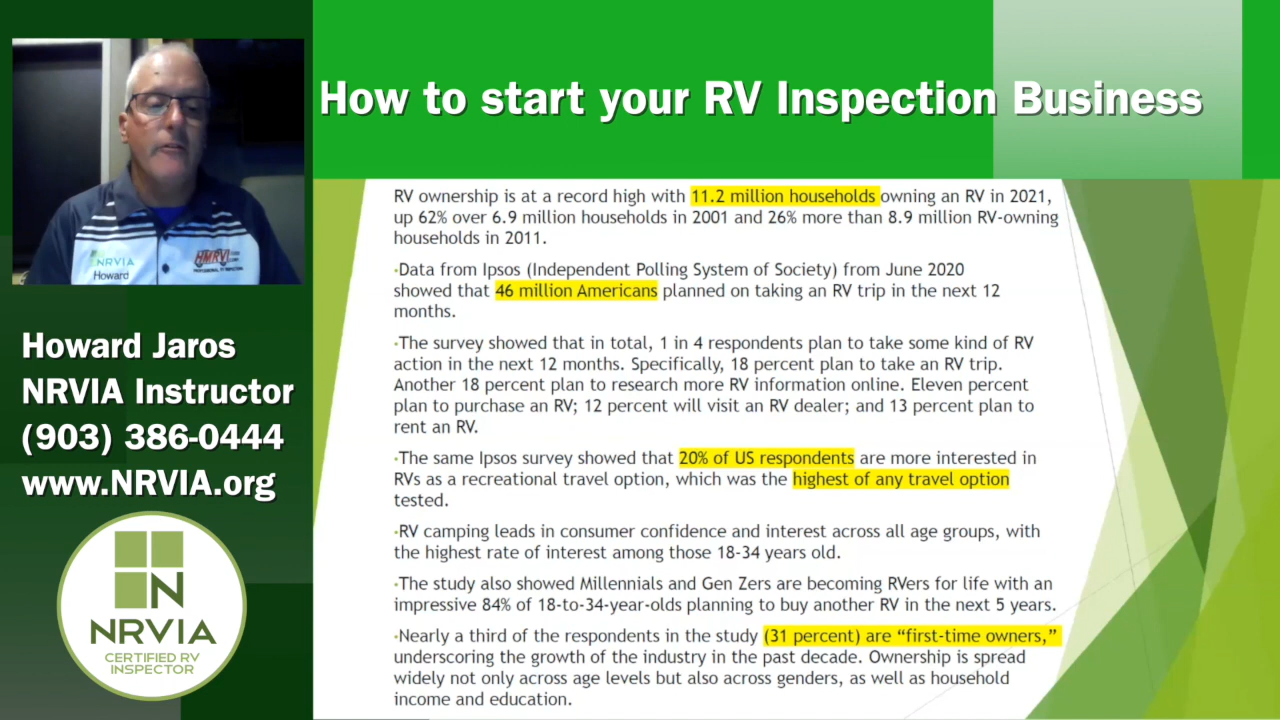 How to start your RV Inspection Business
NRVIA
Howard
HMRVI
Howard Jaros
NRVIA Instructor
(903) 386-0444
www.NRVIA.org
N
NRVIA
CERTIFIED RV
INSPECTOR
RV ownership is at a record high with 11.2 million households owning an RV in 2021,
up 62% over 6.9 million households in 2001 and 26% more than 8.9 million RV-owning
households in 2011.
•Data from Ipsos (Independent Polling System of Society) from June 2020
showed that 46 million Americans planned on taking an RV trip in the next 12
months.
•The survey showed that in total, 1 in 4 respondents plan to take some kind of RV
action in the next 12 months. Specifically, 18 percent plan to take an RV trip.
Another 18 percent plan to research more RV information online. Eleven percent
plan to purchase an RV; 12 percent will visit an RV dealer; and 13 percent plan to
rent an RV.
•The same Ipsos survey showed that 20% of US respondents are more interested in
RVs as a recreational travel option, which was the highest of any travel option
tested.
•RV camping leads in consumer confidence and interest across all age groups, with
the highest rate of interest among those 18-34 years old.
•The study also showed Millennials and Gen Zers are becoming RVers for life with an
impressive 84% of 18-to-34-year-olds planning to buy another RV in the next 5 years.
•Nearly a third of the respondents in the study (31 percent) are “first-time owners,”
underscoring the growth of the industry in the past decade. Ownership is spread
widely not only across age levels but also across genders, as well as household
income and education.